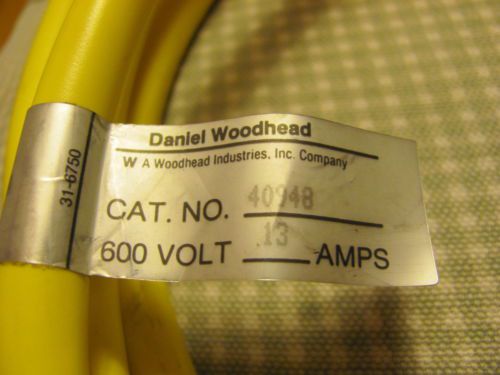 Daniel Woodhead
W A Woodhead Industries, Inc. Company
CAT. NO. 40948
600 VOLT 13 AMPS
31-6750